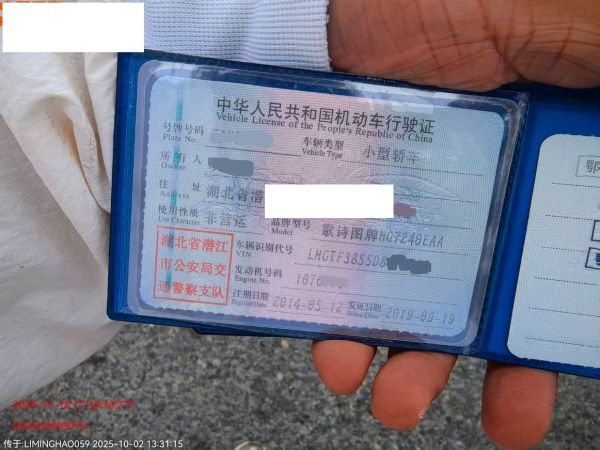 中华人民共和国机动车行驶证
Vehicle License of the People's Republic of China
号牌号码
Plate No.
车辆类型 小型轿车
Vehicle Type
所有人
Owner
住址 湖北省潜
Address
使用性质 非营运
Use Character
品牌型号 歌诗图牌HG7240EAA
Model
湖北省潜江
市公安局交
通警察支队
车辆识别代号 LHGTF3855D8
VIN
发动机号码 1070
Engine No.
注册日期 2014-05-12
Register Date
发证日期 2019-09-19
Issue Date
鄂
传于:LIMINGHAO059 2025-10-02 13:31:15